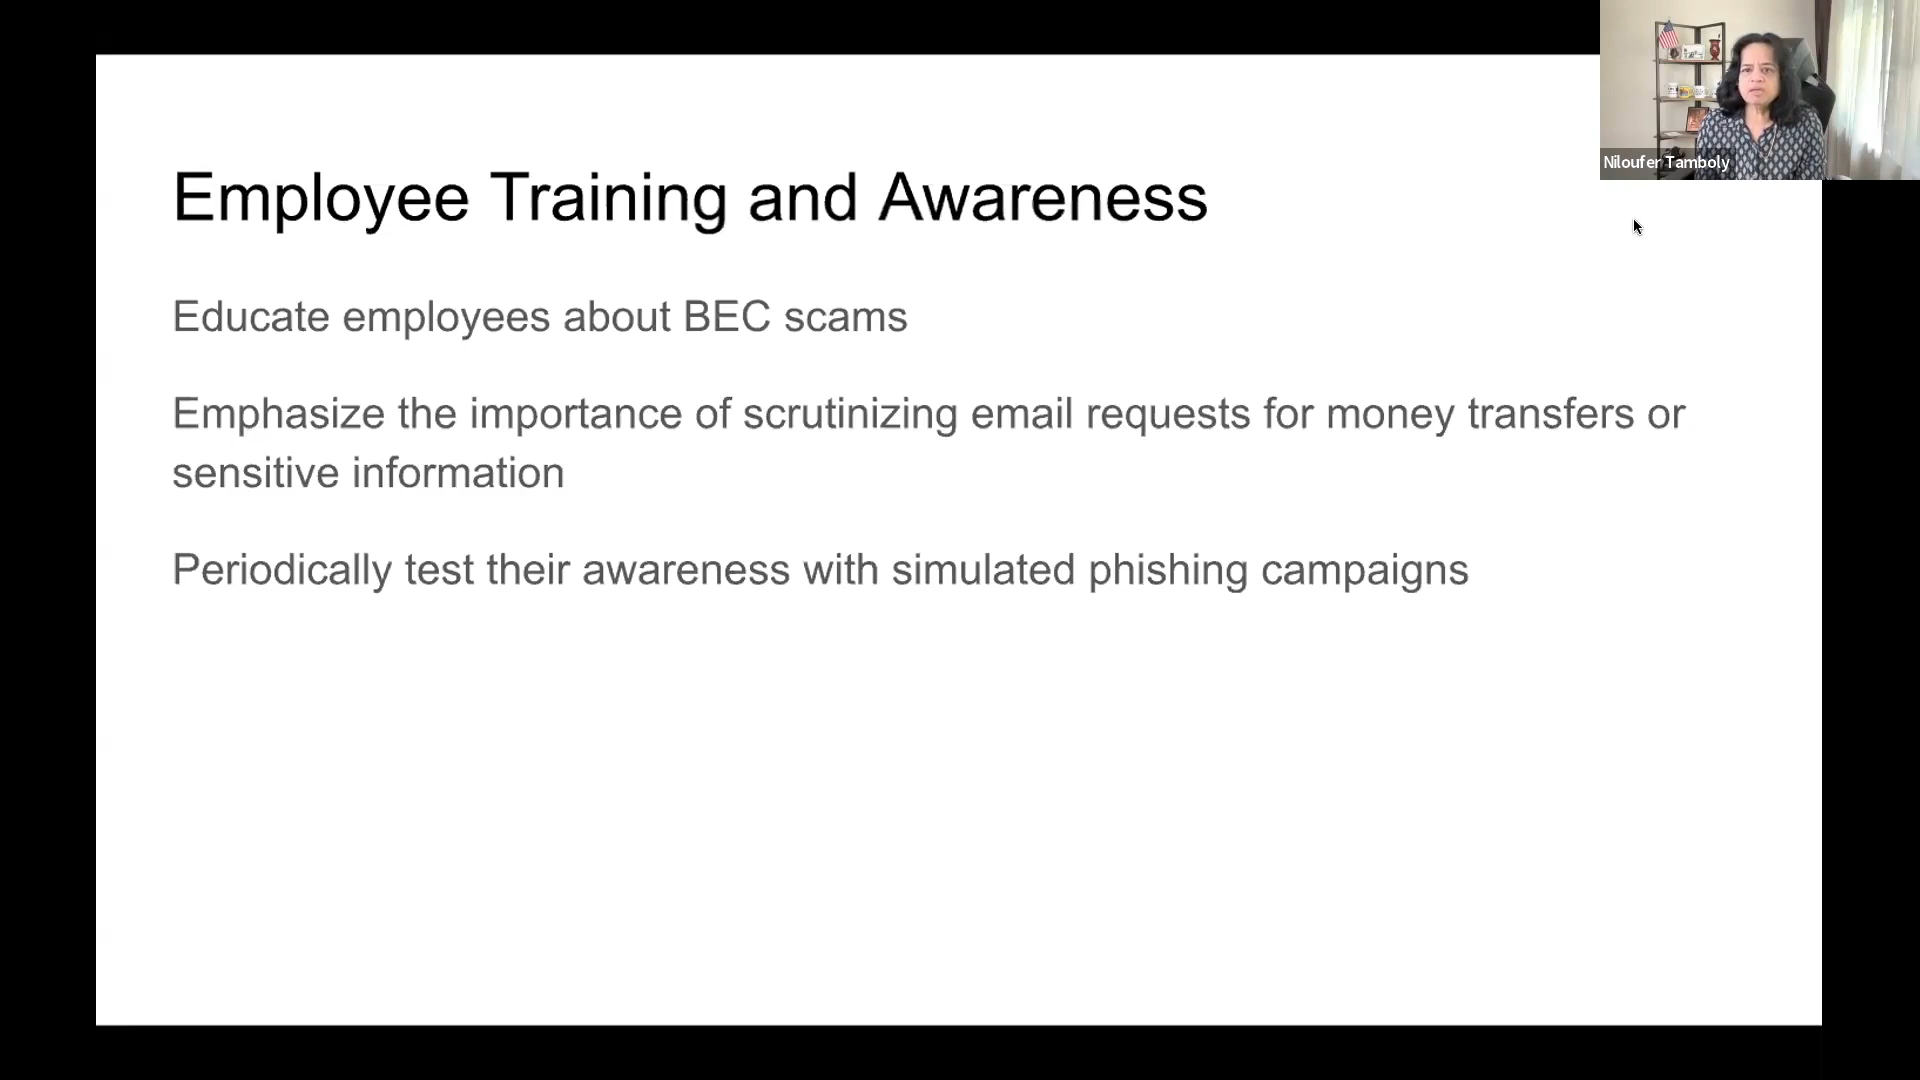 Niloufer Tamboly
Employee Training and Awareness
Educate employees about BEC scams
Emphasize the importance of scrutinizing email requests for money transfers or
sensitive information
Periodically test their awareness with simulated phishing campaigns